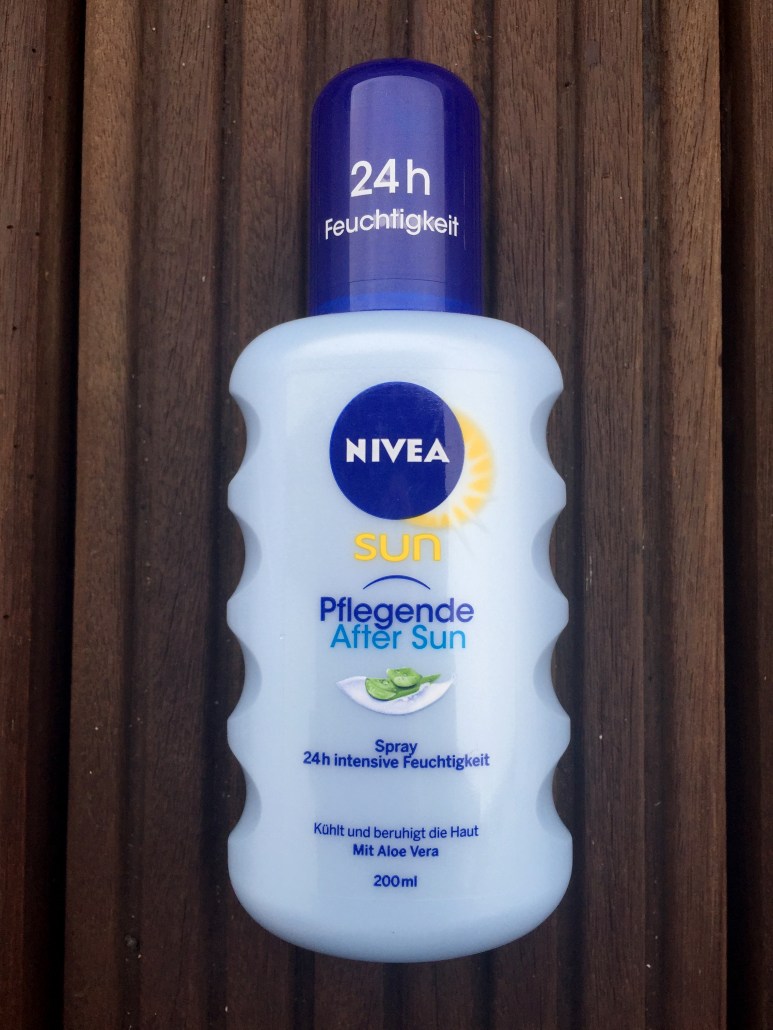 24h
Feuchtigkeit
NIVEA
sun
Pflegende
After Sun
Spray
24h intensive Feuchtigkeit
Kühlt und beruhigt die Haut
Mit Aloe Vera
200ml